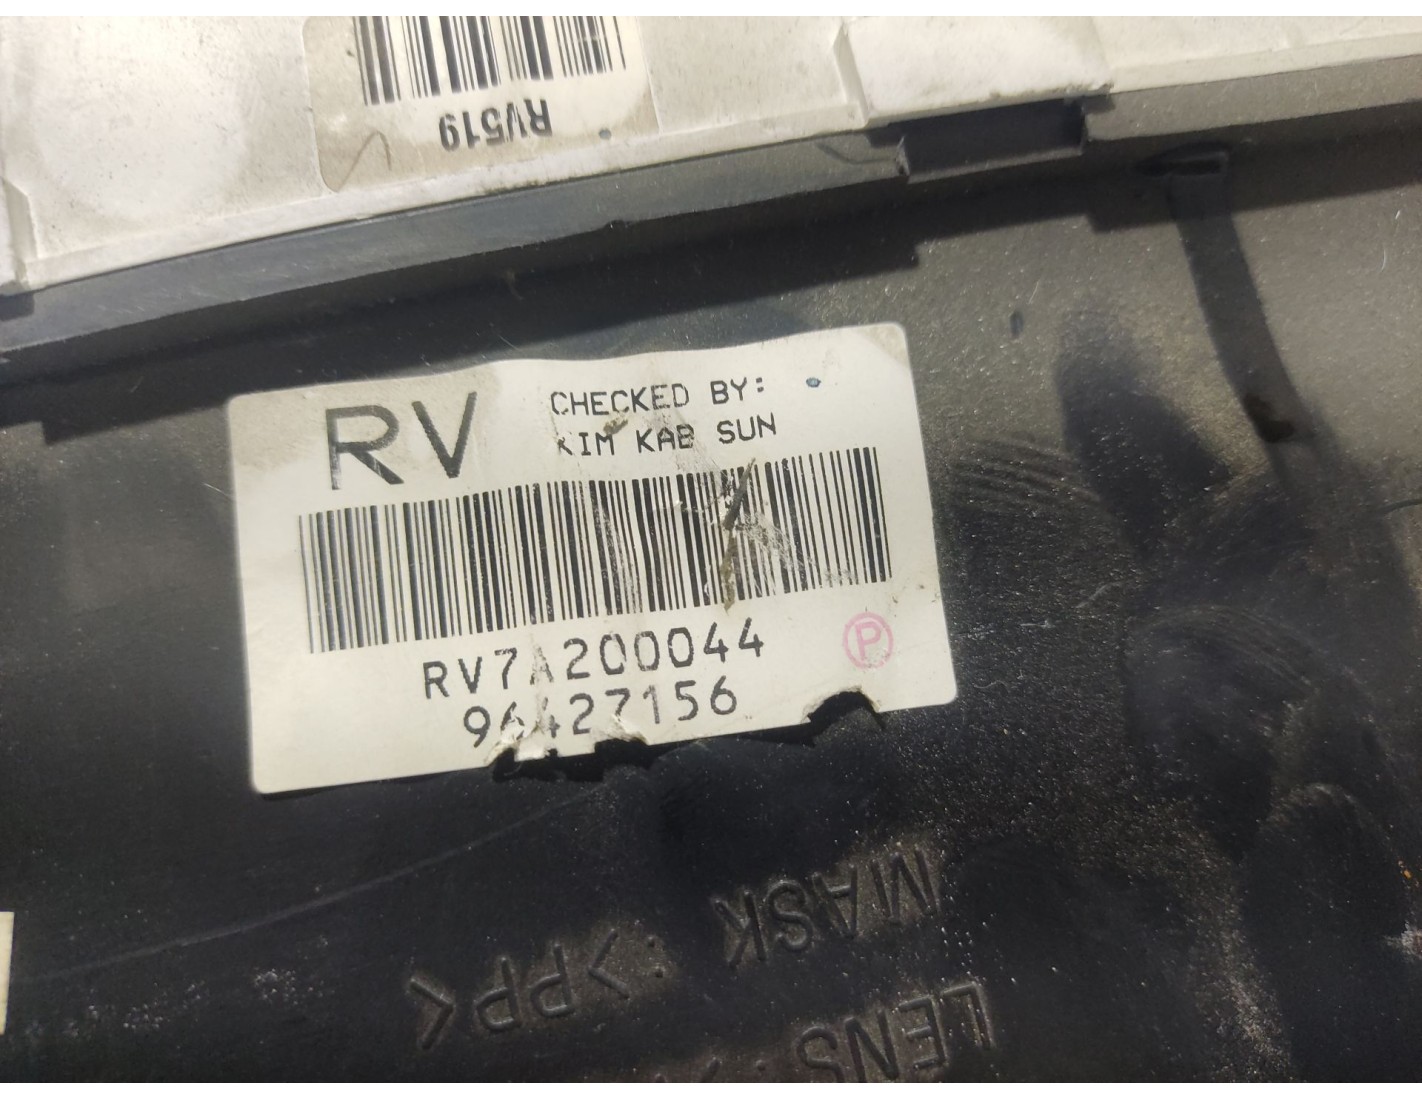 RV519
RV
CHECKED BY:
KIM KAB SUN
RV7A200044
P
96427156
MASK : >PP<
LENS :